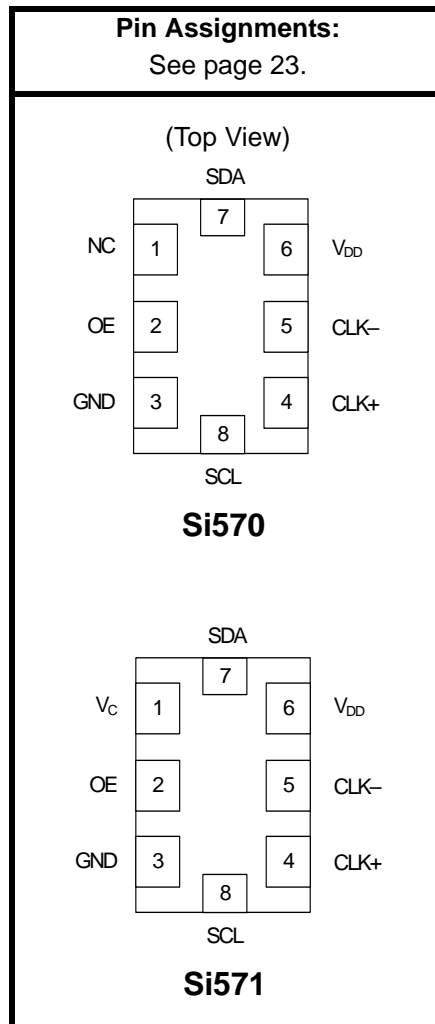 Pin Assignments:
See page 23.
(Top View)
SDA
7
NC 1 6 VDD
OE 2 5 CLK–
GND 3 4 CLK+
8
SCL
Si570
SDA
7
VC 1 6 VDD
OE 2 5 CLK–
GND 3 4 CLK+
8
SCL
Si571